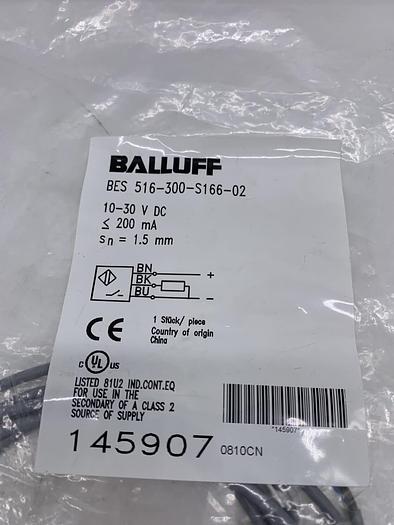 BALLUFF
BES 516-300-S166-02
10-30 V DC
≤ 200 mA
sn = 1.5 mm
BN +
BK
BU −
1 Stück/ piece
Country of origin
China
CE
c UL us
LISTED 81U2 IND.CONT.EQ
FOR USE IN THE
SECONDARY OF A CLASS 2
SOURCE OF SUPPLY
*145907*
145907 0810CN